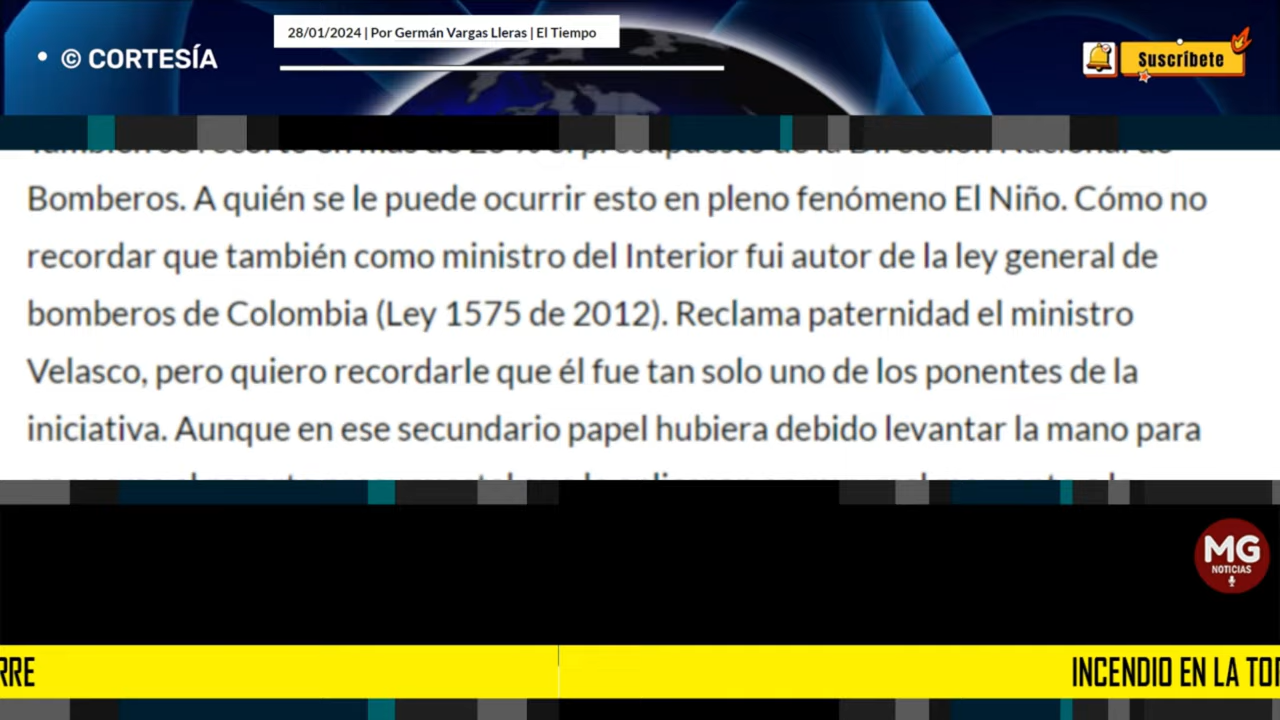 28/01/2024 | Por Germán Vargas Lleras | El Tiempo
• © CORTESÍA
Suscríbete
Bomberos. A quién se le puede ocurrir esto en pleno fenómeno El Niño. Cómo no
recordar que también como ministro del Interior fui autor de la ley general de
bomberos de Colombia (Ley 1575 de 2012). Reclama paternidad el ministro
Velasco, pero quiero recordarle que él fue tan solo uno de los ponentes de la
iniciativa. Aunque en ese secundario papel hubiera debido levantar la mano para
MG
NOTICIAS
RRE
INCENDIO EN LA TOR